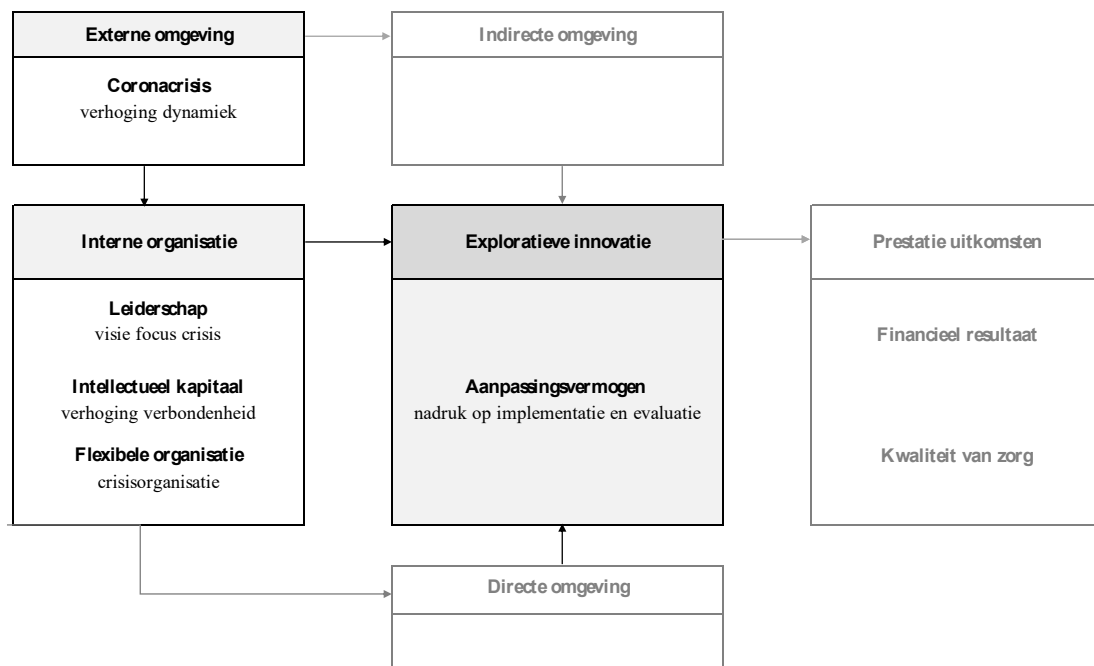 Externe omgeving
Coronacrisis
verhoging dynamiek
Indirecte omgeving
Interne organisatie
Leiderschap
visie focus crisis
Intellectueel kapitaal
verhoging verbondenheid
Flexibele organisatie
crisisorganisatie
Exploratieve innovatie
Aanpassingsvermogen
nadruk op implementatie en evaluatie
Prestatie uitkomsten
Financieel resultaat
Kwaliteit van zorg
Directe omgeving